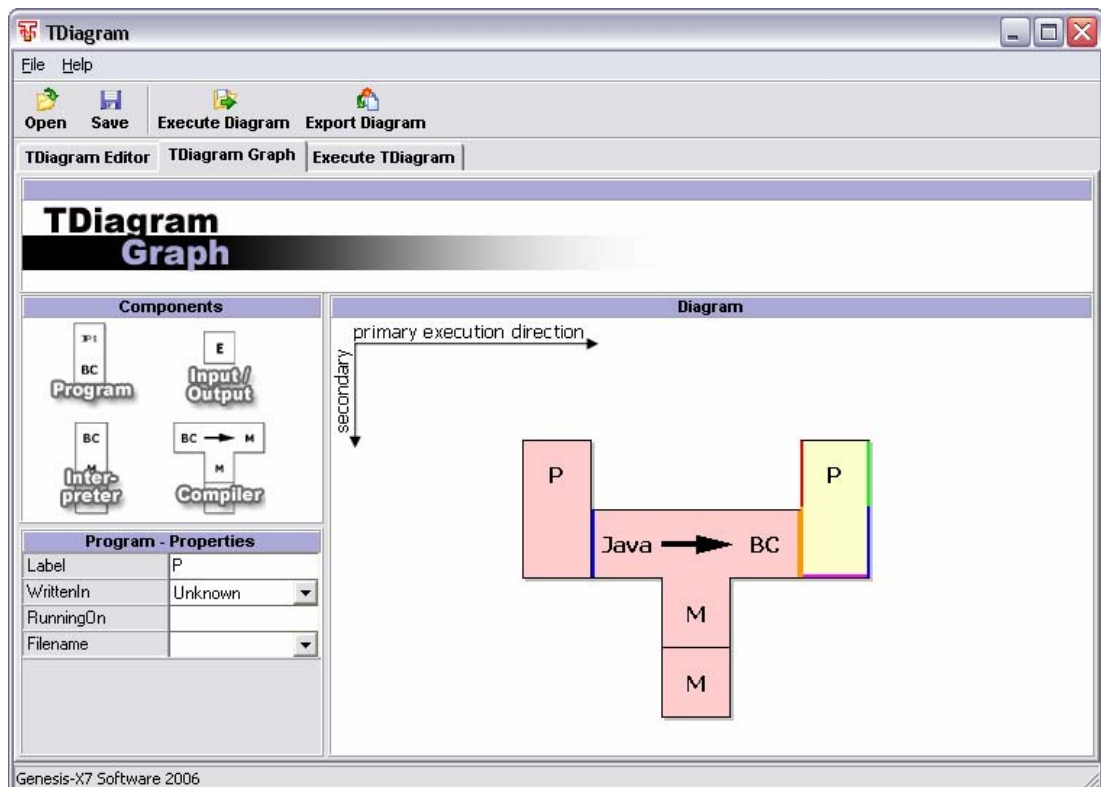 TDiagram
File Help
Open Save Execute Diagram Export Diagram
TDiagram Editor TDiagram Graph Execute TDiagram
TDiagram
Graph
Components
JP1
BC
Program
E
Input/
Output
BC
M
Inter-
preter
BC M
M
Compiler
Program - Properties
Label P
WrittenIn Unknown
RunningOn
Filename
Diagram
primary execution direction
secondary
P P
Java BC
M
M
Genesis-X7 Software 2006